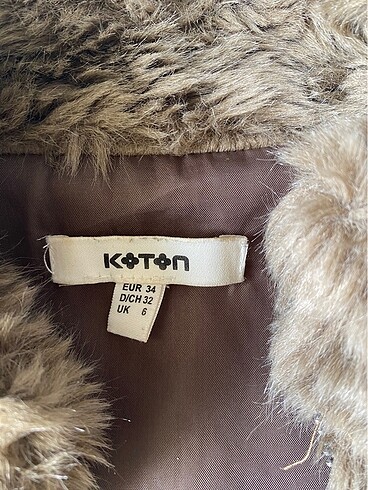 KOTON
EUR 34
D/CH 32
UK 6